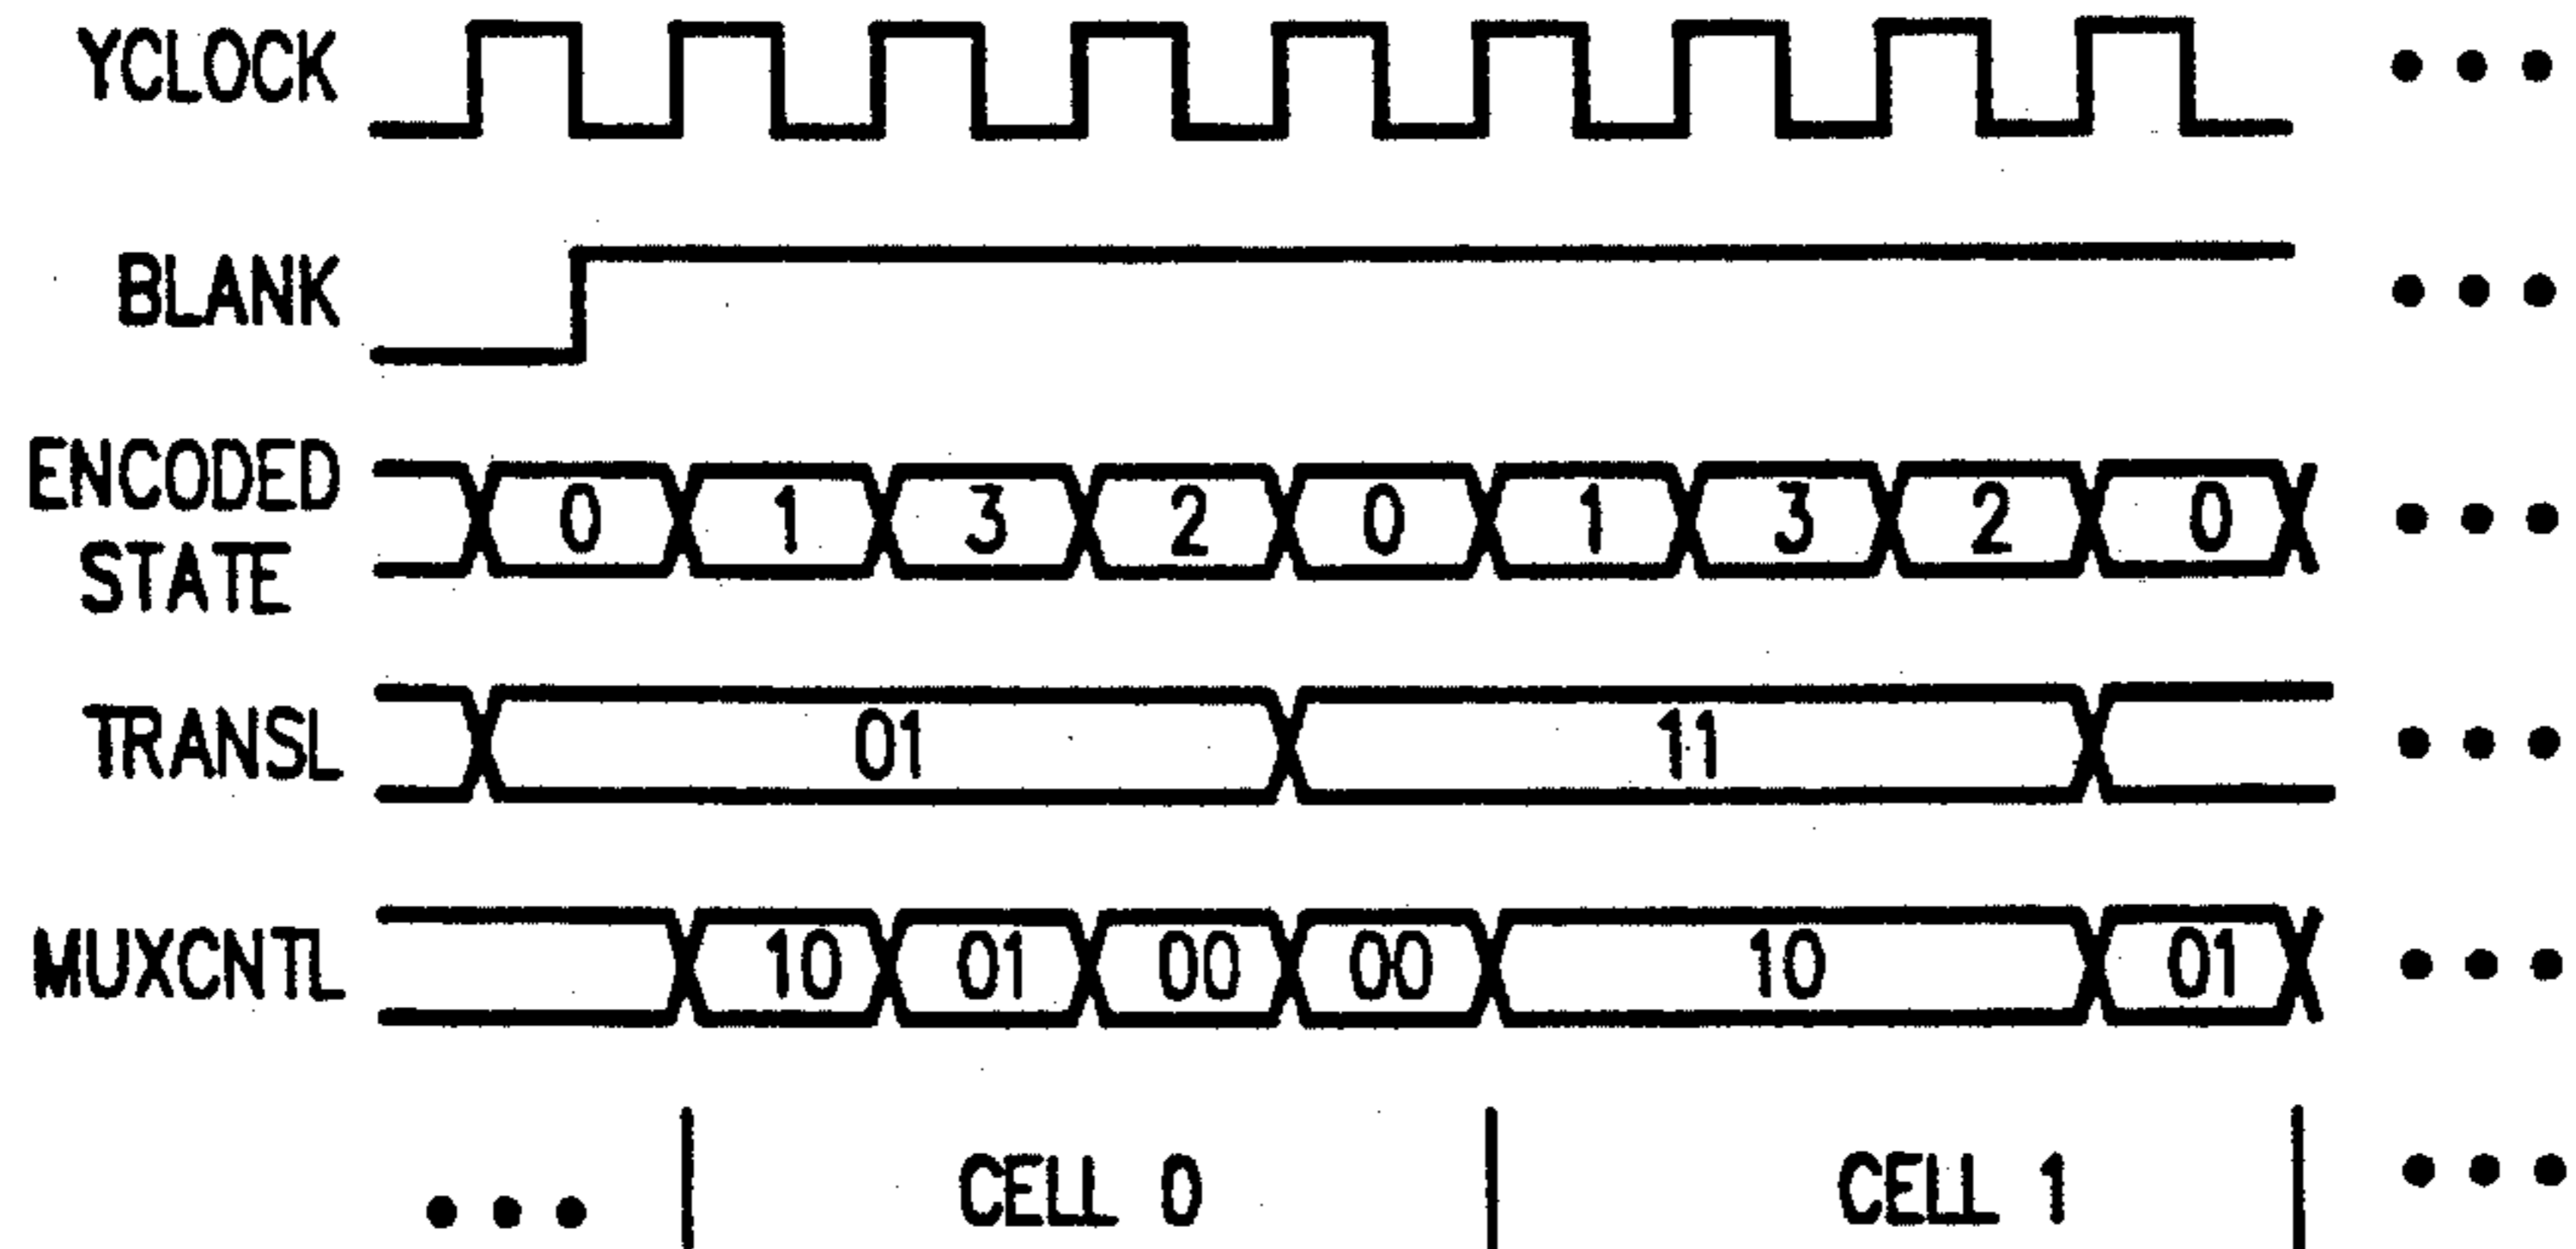 YCLOCK
BLANK
ENCODED
STATE
0 1 3 2 0 1 3 2 0
TRANSL
01 11
MUXCNTL
10 01 00 00 10 01
CELL 0 CELL 1